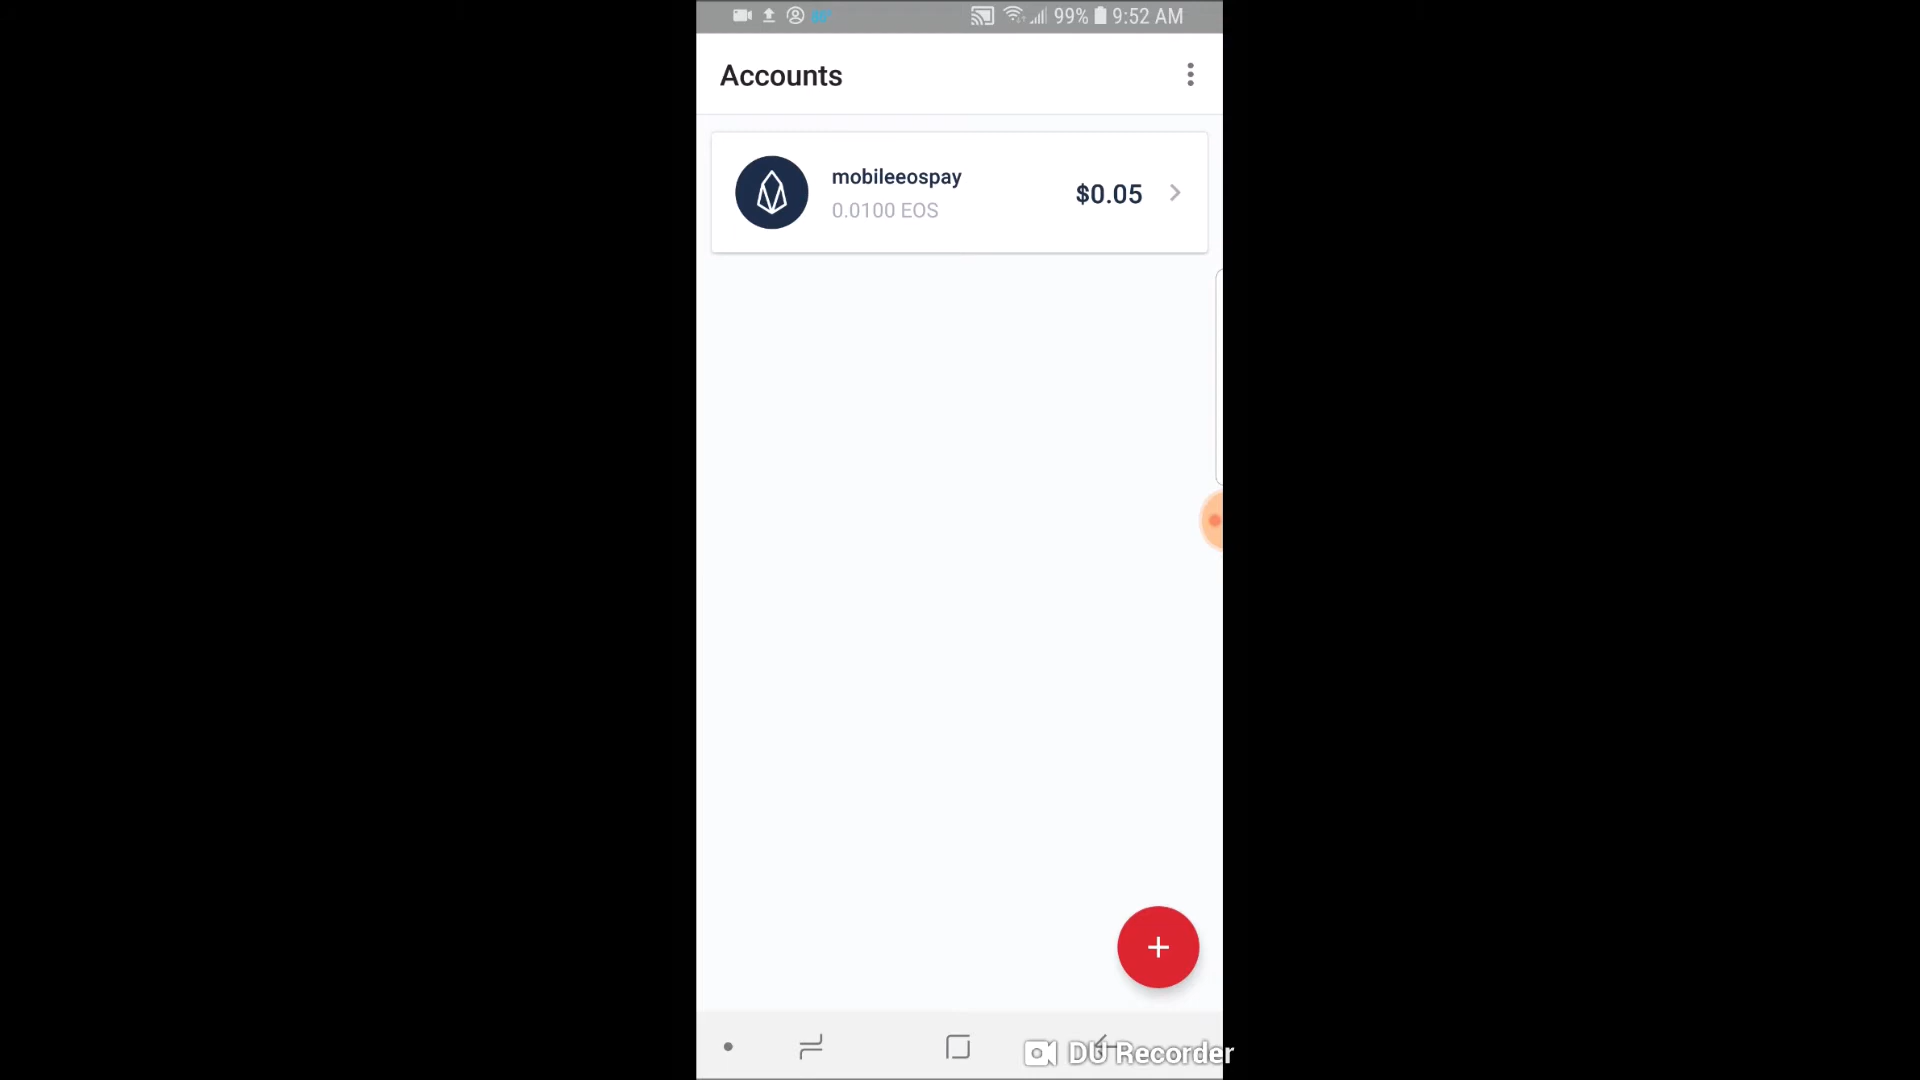 99% 9:52 AM
Accounts
mobileeospay
$0.05
0.0100 EOS
DU Recorder